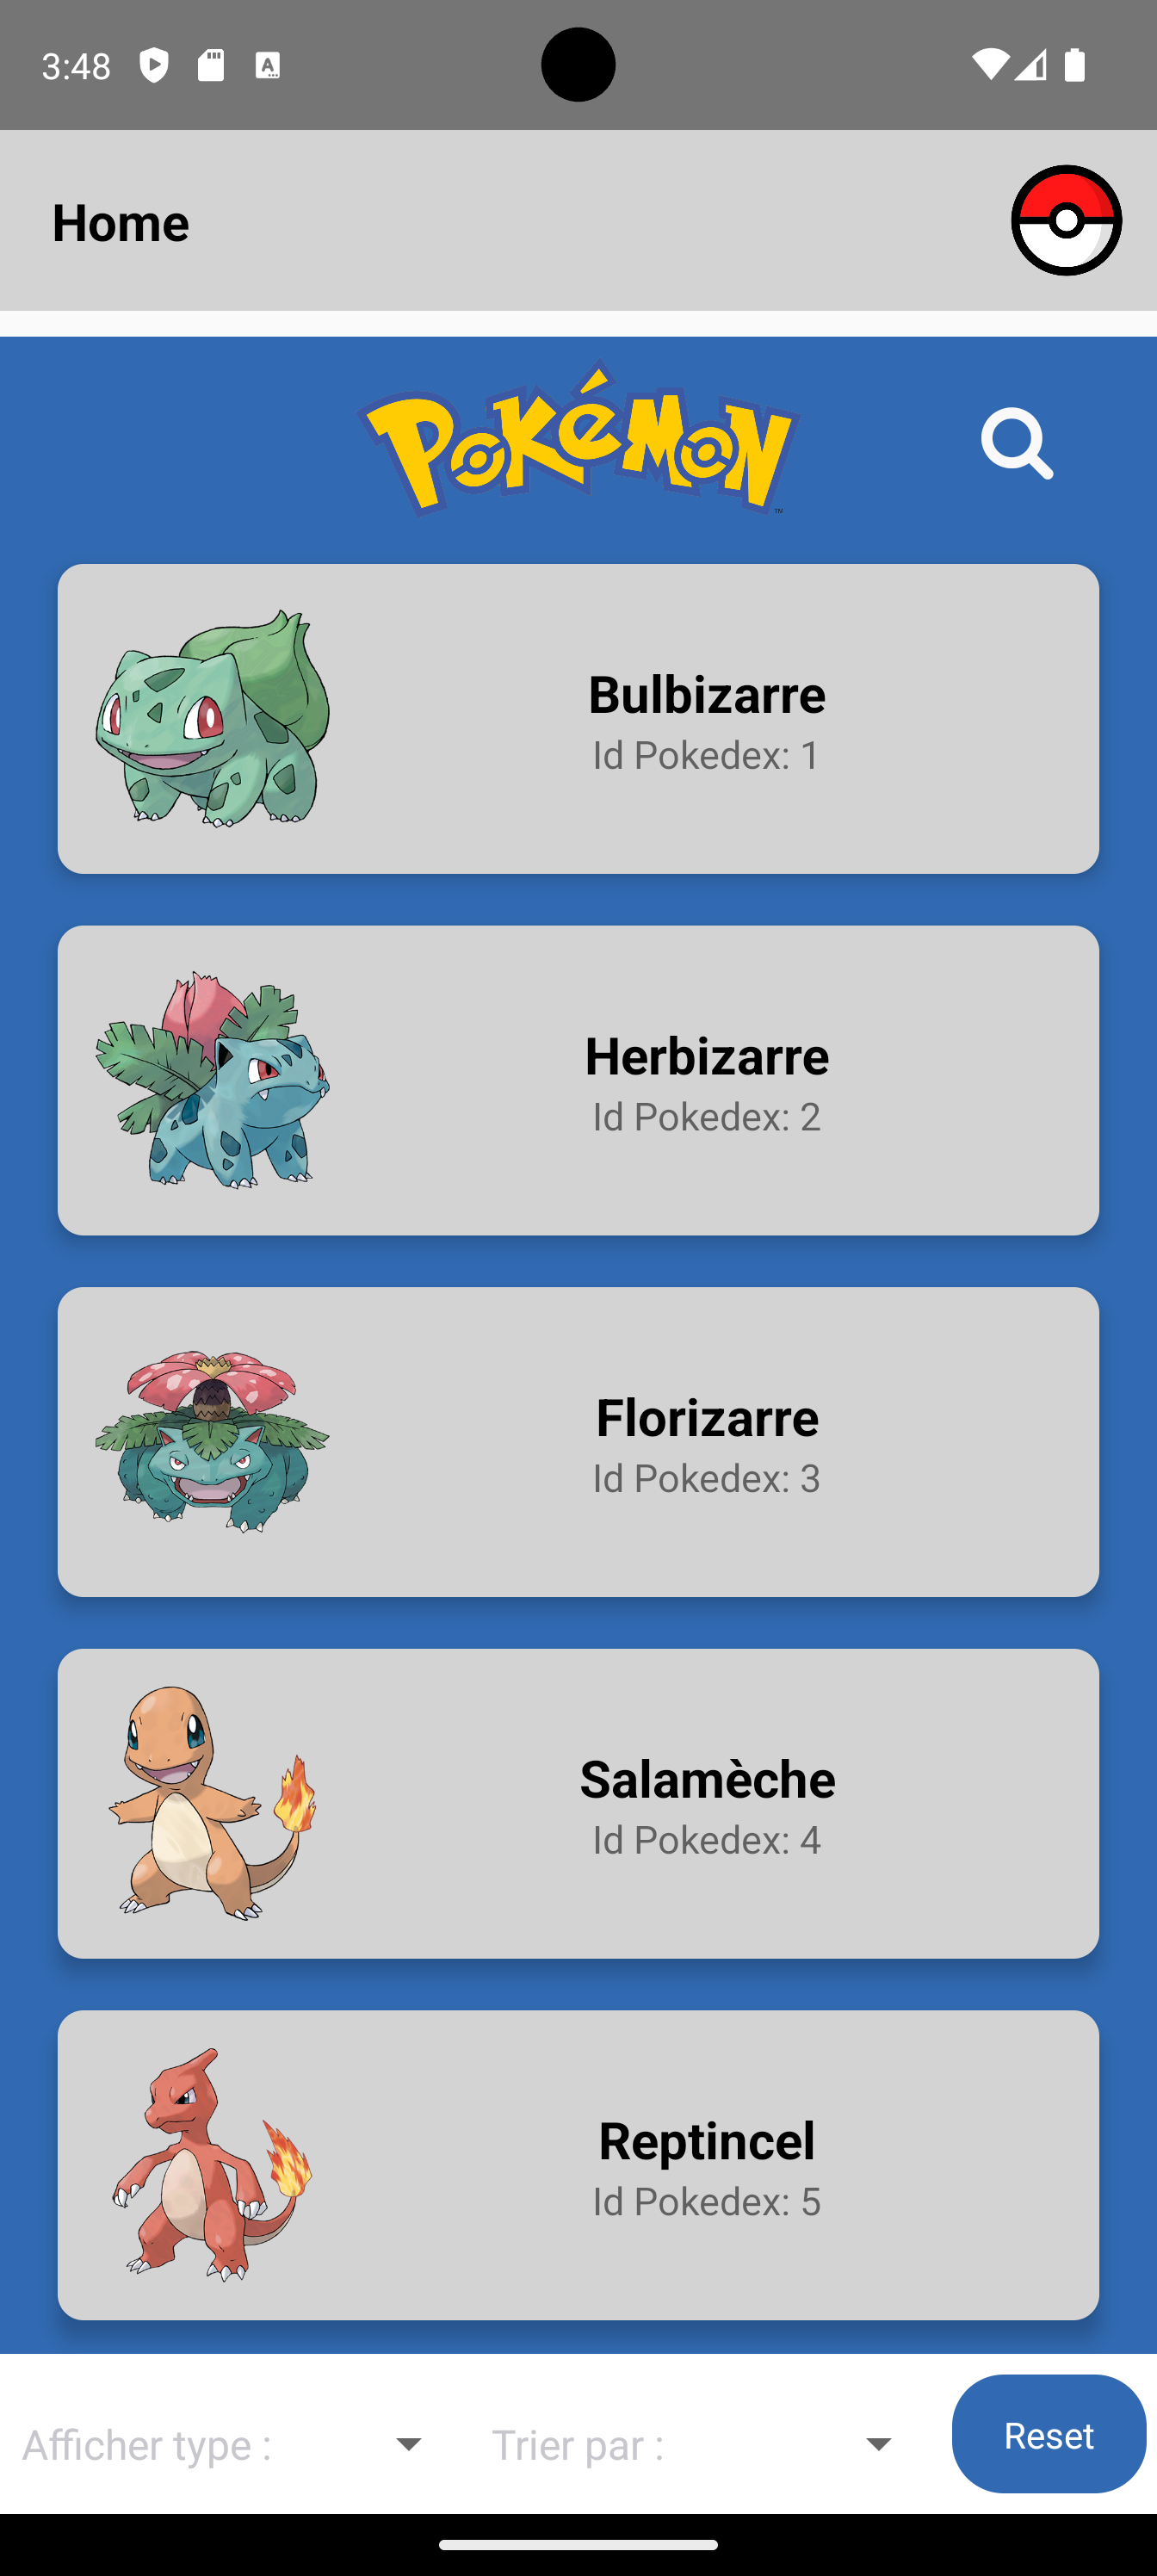 3:48
Home
Pokémon
TM
Bulbizarre
Id Pokedex: 1
Herbizarre
Id Pokedex: 2
Florizarre
Id Pokedex: 3
Salamèche
Id Pokedex: 4
Reptincel
Id Pokedex: 5
Afficher type :
Trier par :
Reset